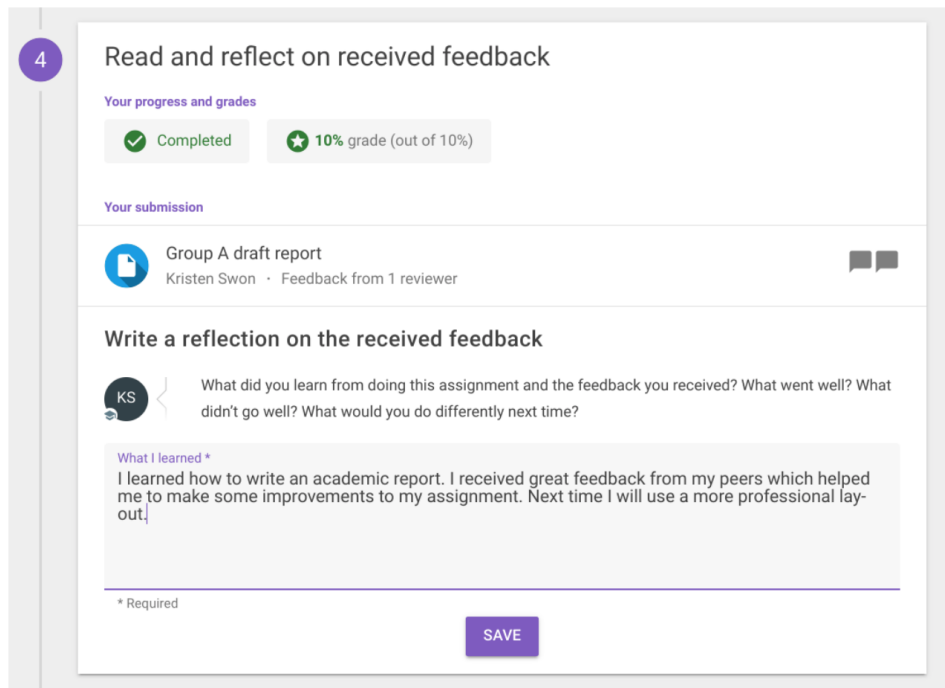 4
Read and reflect on received feedback
Your progress and grades
Completed
10% grade (out of 10%)
Your submission
Group A draft report
Kristen Swon · Feedback from 1 reviewer
Write a reflection on the received feedback
KS
What did you learn from doing this assignment and the feedback you received? What went well? What
didn't go well? What would you do differently next time?
What I learned *
I learned how to write an academic report. I received great feedback from my peers which helped
me to make some improvements to my assignment. Next time I will use a more professional lay-
out.
* Required
SAVE